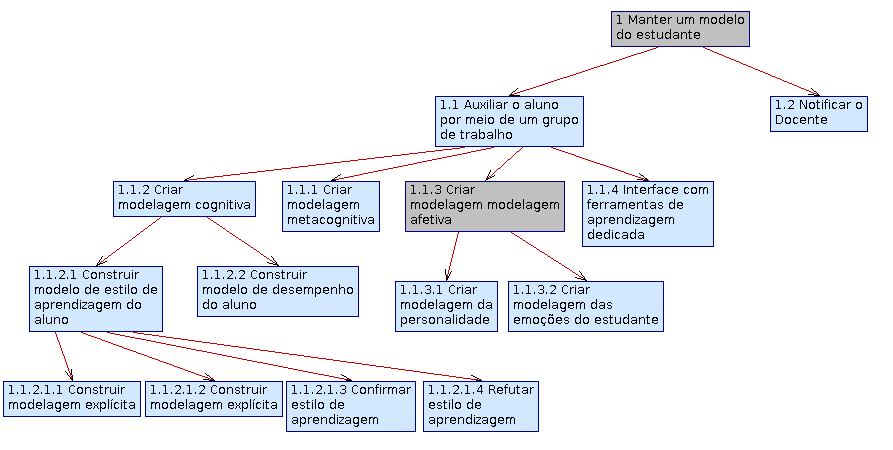 1 Manter um modelo
do estudante
1.1 Auxiliar o aluno
por meio de um grupo
de trabalho
1.2 Notificar o
Docente
1.1.2 Criar
modelagem cognitiva
1.1.1 Criar
modelagem
metacognitiva
1.1.3 Criar
modelagem modelagem
afetiva
1.1.4 Interface com
ferramentas de
aprendizagem
dedicada
1.1.2.1 Construir
modelo de estilo de
aprendizagem do
aluno
1.1.2.2 Construir
modelo de desempenho
do aluno
1.1.3.1 Criar
modelagem da
personalidade
1.1.3.2 Criar
modelagem das
emoções do estudante
1.1.2.1.1 Construir
modelagem explícita
1.1.2.1.2 Construir
modelagem explícita
1.1.2.1.3 Confirmar
estilo de
aprendizagem
1.1.2.1.4 Refutar
estilo de
aprendizagem